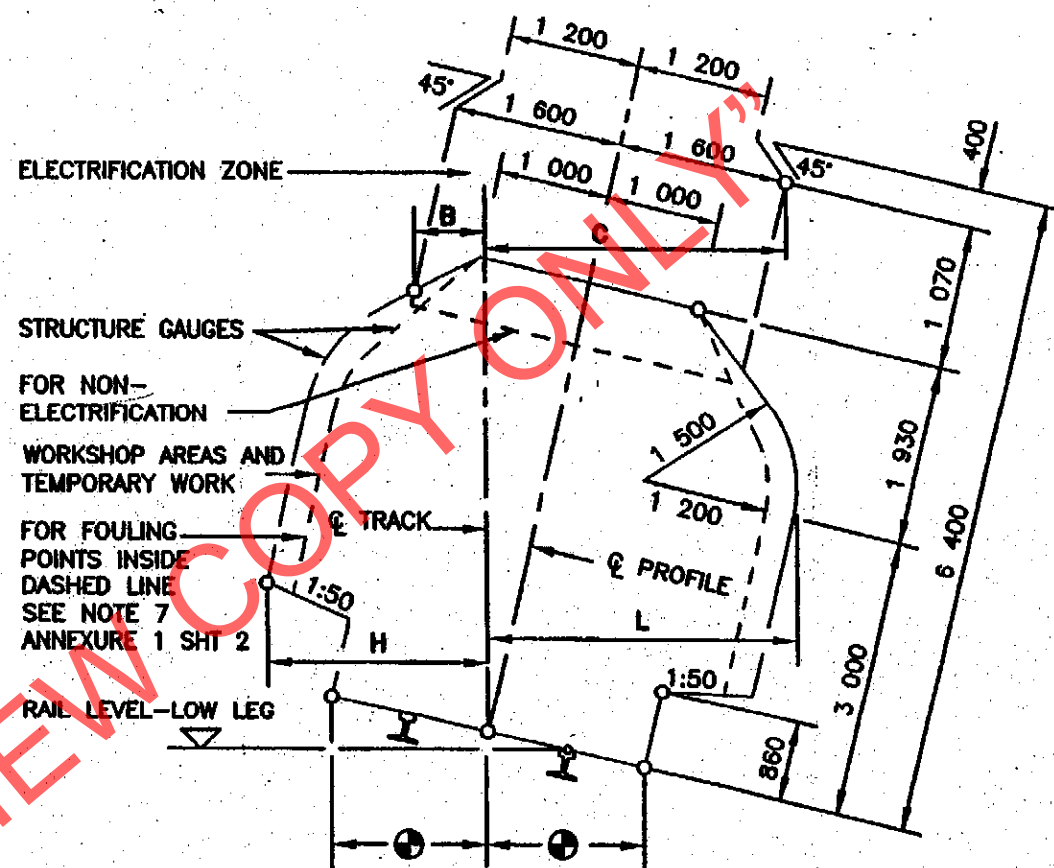 1 200
1 200
45°
1 600
1 600
45°
400
ELECTRIFICATION ZONE
1 000
1 000
B
C
1 070
STRUCTURE GAUGES
FOR NON-
ELECTRIFICATION
1 500
1 930
WORKSHOP AREAS AND
TEMPORARY WORK
1 200
6 400
℄ TRACK
FOR FOULING
POINTS INSIDE
DASHED LINE
SEE NOTE 7
ANNEXURE 1 SHT 2
1:50
℄ PROFILE
H
L
1:50
3 000
RAIL LEVEL-LOW LEG
860
EW COPY ONLY”